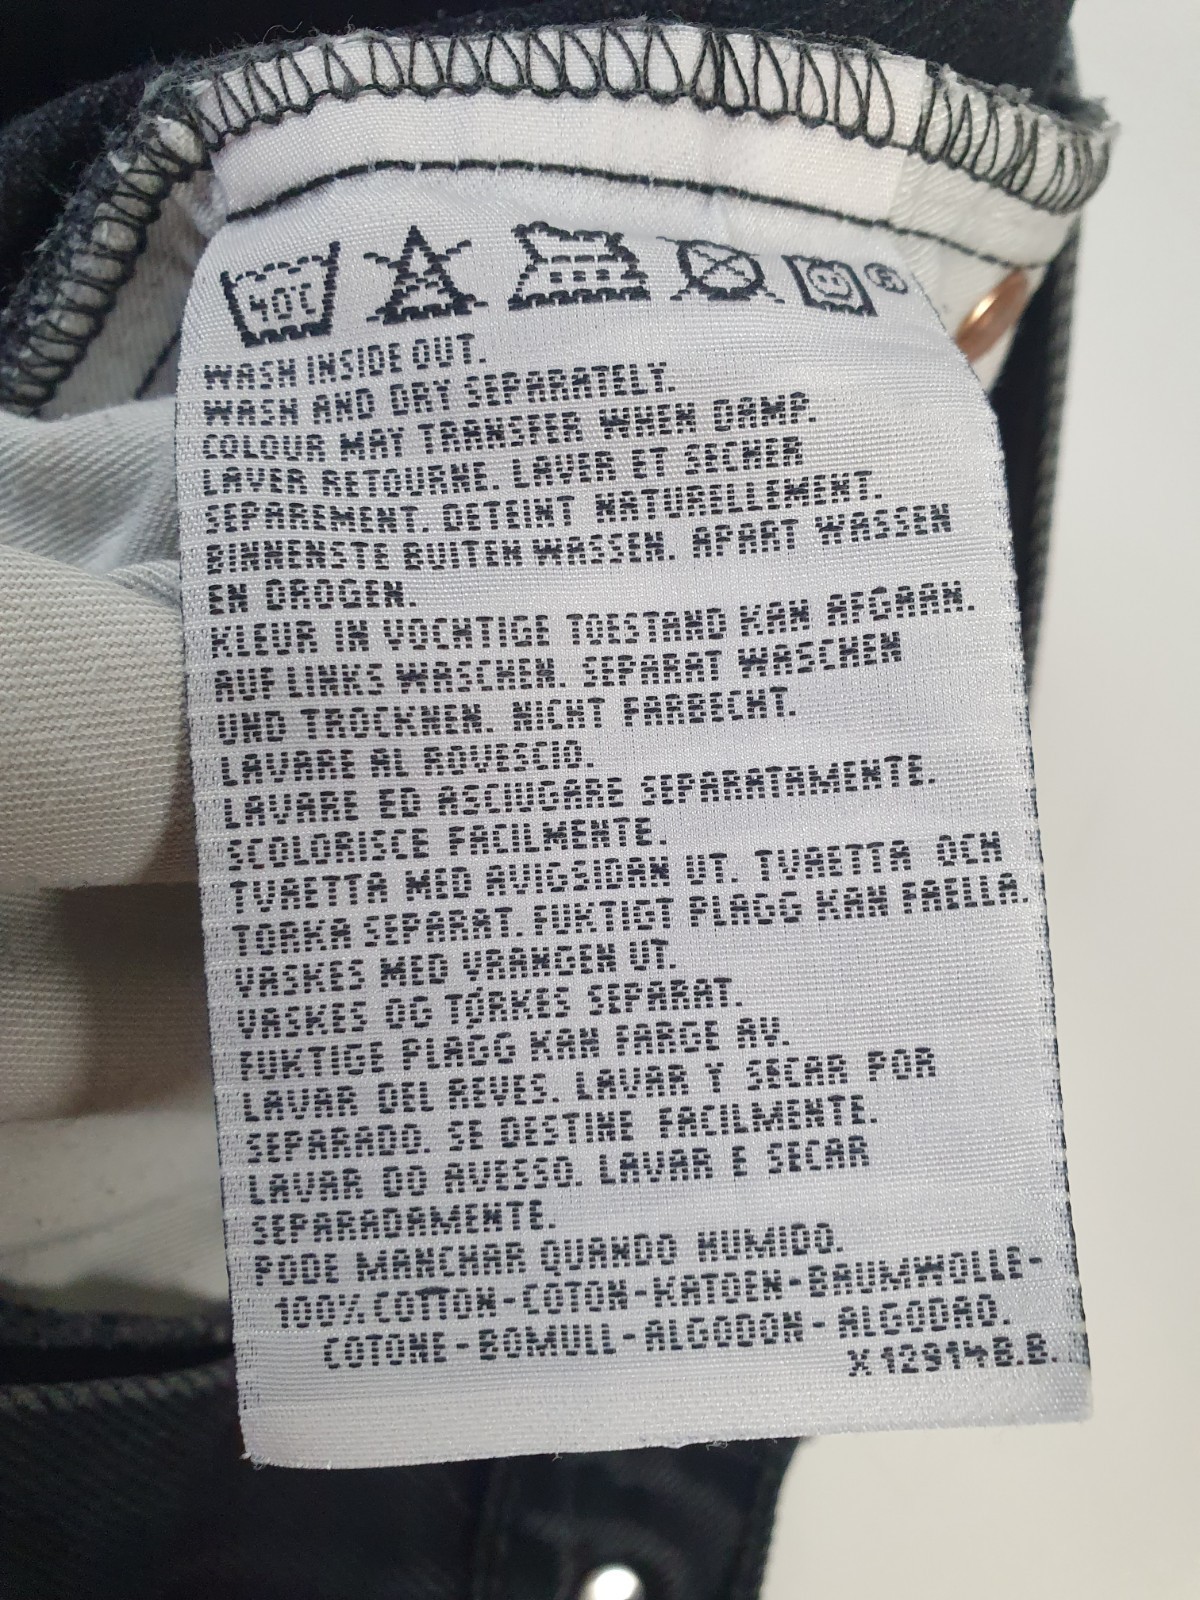 40°C
WASH INSIDE OUT.
WASH AND DRY SEPARATELY.
COLOUR MAY TRANSFER WHEN DAMP.
LAVER RETOURNE. LAVER ET SECHER
SEPAREMENT. DETEINT NATURELLEMENT.
BINNENSTE BUITEN WASSEN. APART WASSEN
EN DROGEN.
KLEUR IN VOCHTIGE TOESTAND KAN AFGAAN.
AUF LINKS WASCHEN. SEPARAT WASCHEN
UND TROCKNEN. NICHT FARBECHT.
LAVARE AL ROVESCIO.
LAVARE ED ASCIUGARE SEPARATAMENTE.
SCOLORISCE FACILMENTE.
TVAETTA MED AVIGSIDAN UT. TVAETTA OCH
TORKA SEPARAT. FUKTIGT PLAGG KAN FAELLA.
VASKES MED VRANGEN UT.
VASKES OG TØRKES SEPARAT.
FUKTIGE PLAGG KAN FARGE AV.
LAVAR DEL REVES. LAVAR Y SECAR POR
SEPARADO. SE DESTINE FACILMENTE.
LAVAR DO AVESSO. LAVAR E SECAR
SEPARADAMENTE.
PODE MANCHAR QUANDO HUMIDO.
100% COTTON-COTON-KATOEN-BAUMWOLLE-
COTONE-BOMULL-ALGODON-ALGODAO.
X12914B.B.